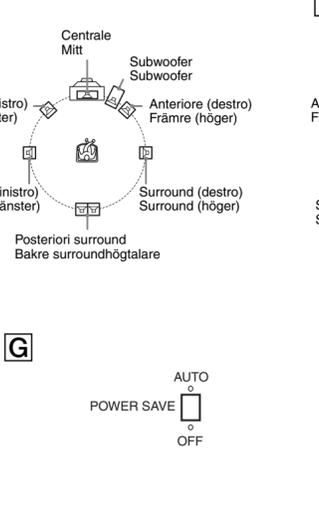 Centrale
Mitt
Subwoofer
Subwoofer
Anteriore (destro)
Främre (höger)
Surround (destro)
Surround (höger)
Posteriori surround
Bakre surroundhögtalare
G
AUTO
POWER SAVE
OFF